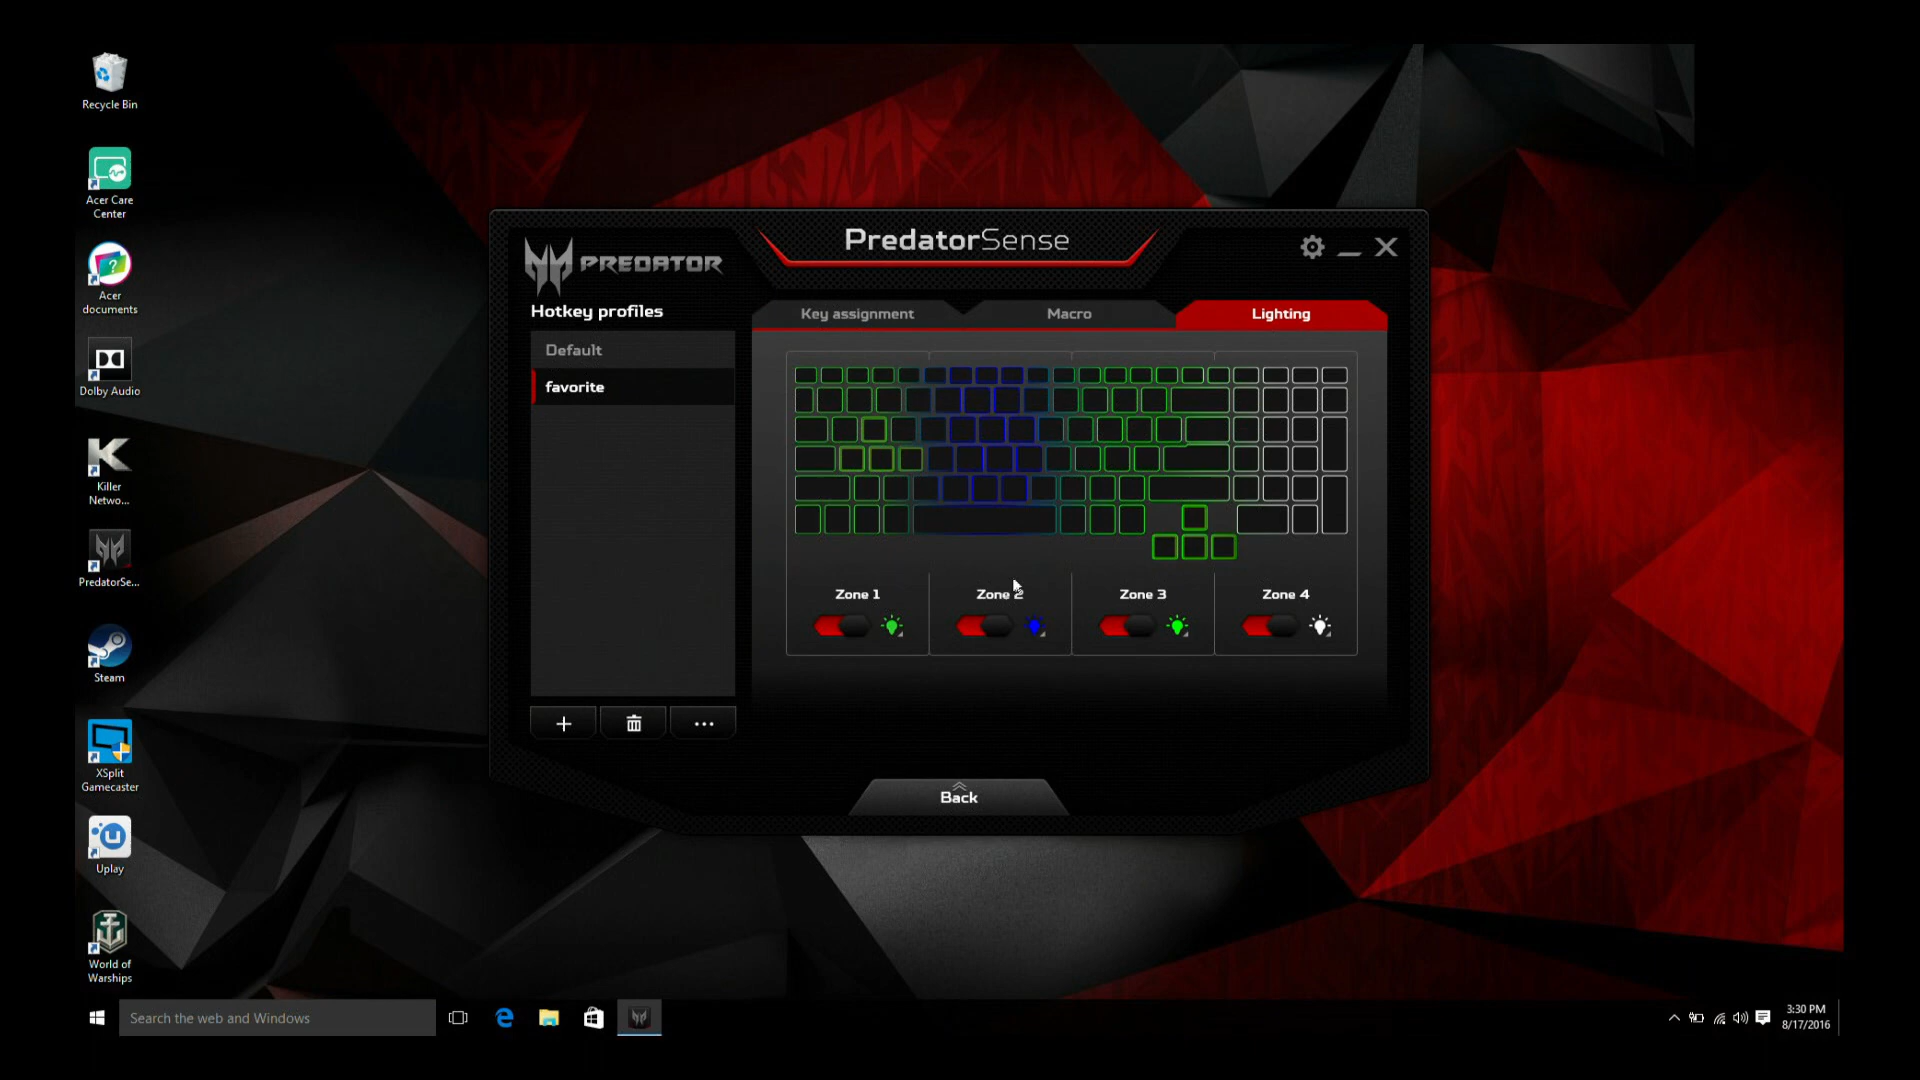 Recycle Bin
Acer Care
Center
Acer
documents
Dolby Audio
Killer
Netwo...
PredatorSe...
Steam
XSplit
Gamecaster
Uplay
World of
Warships
PREDATOR
PredatorSense
Hotkey profiles
Default
favorite
Key assignment
Macro
Lighting
Zone 1
Zone 2
Zone 3
Zone 4
Back
Search the web and Windows
3:30 PM
8/17/2016